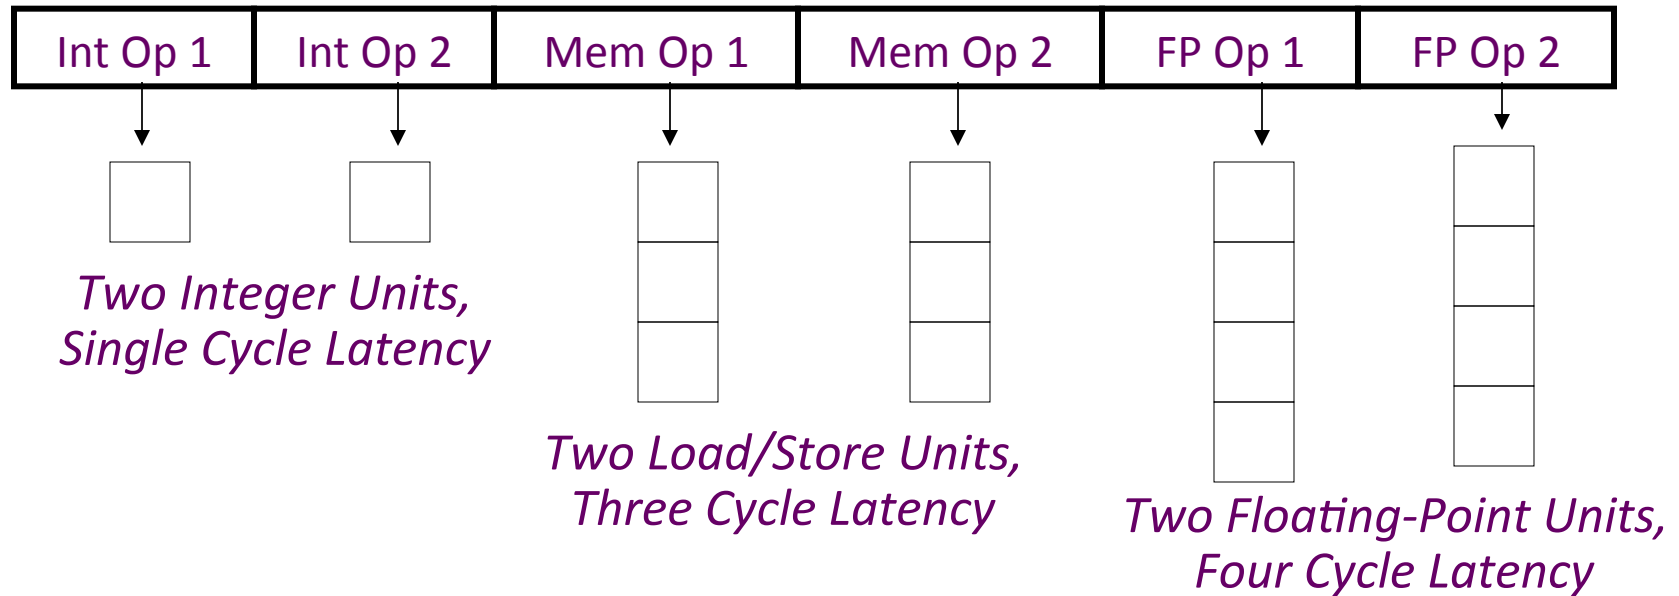 Int Op 1 Int Op 2 Mem Op 1 Mem Op 2 FP Op 1 FP Op 2
Two Integer Units,
Single Cycle Latency
Two Load/Store Units,
Three Cycle Latency
Two Floating-Point Units,
Four Cycle Latency